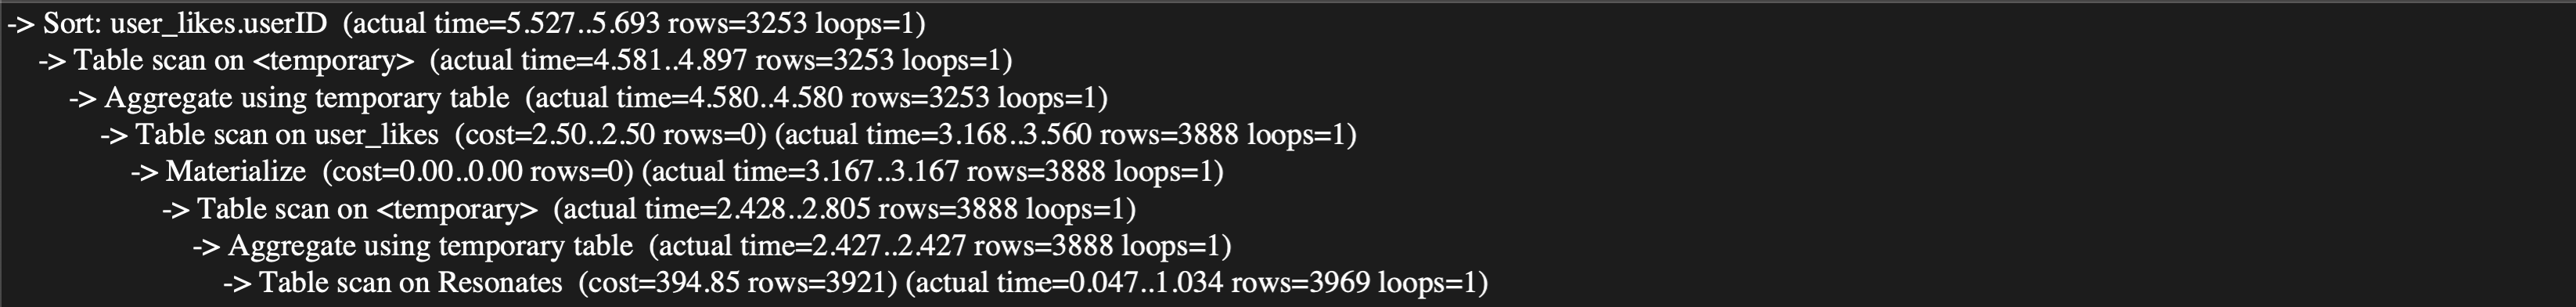 -> Sort: user_likes.userID  (actual time=5.527..5.693 rows=3253 loops=1)
-> Table scan on <temporary>  (actual time=4.581..4.897 rows=3253 loops=1)
-> Aggregate using temporary table  (actual time=4.580..4.580 rows=3253 loops=1)
-> Table scan on user_likes  (cost=2.50..2.50 rows=0) (actual time=3.168..3.560 rows=3888 loops=1)
-> Materialize  (cost=0.00..0.00 rows=0) (actual time=3.167..3.167 rows=3888 loops=1)
-> Table scan on <temporary>  (actual time=2.428..2.805 rows=3888 loops=1)
-> Aggregate using temporary table  (actual time=2.427..2.427 rows=3888 loops=1)
-> Table scan on Resonates  (cost=394.85 rows=3921) (actual time=0.047..1.034 rows=3969 loops=1)